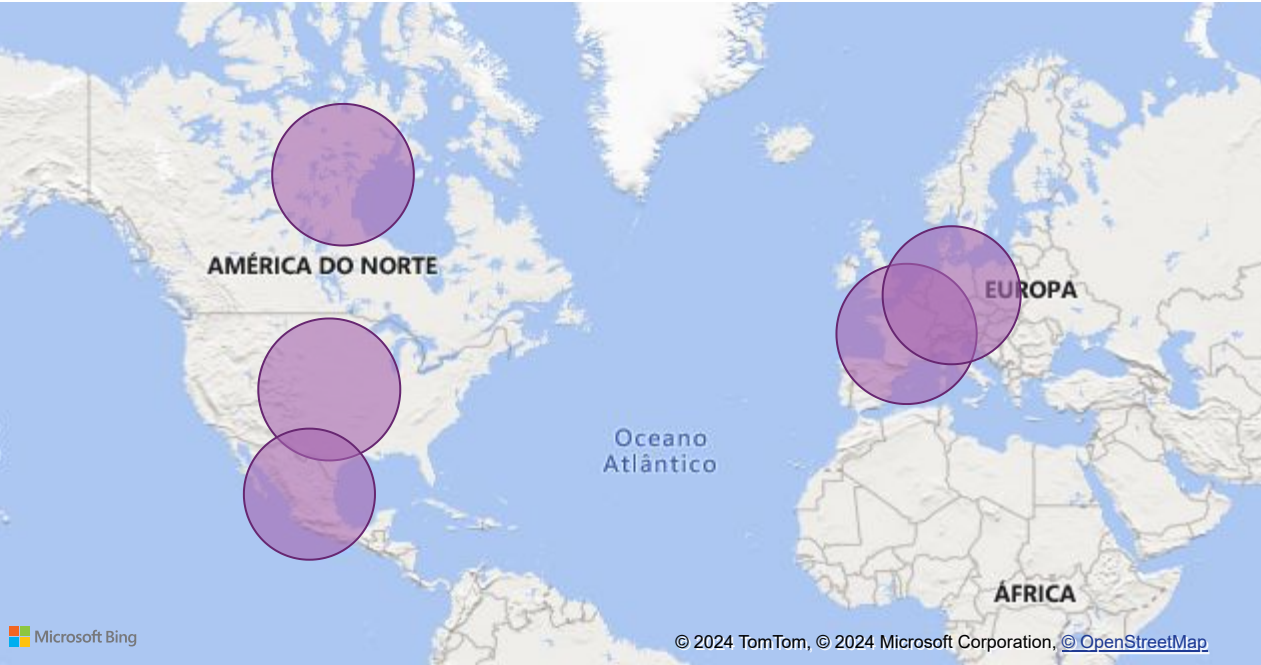 AMÉRICA DO NORTE
EUROPA
Oceano
Atlântico
ÁFRICA
Microsoft Bing
© 2024 TomTom, © 2024 Microsoft Corporation, © OpenStreetMap